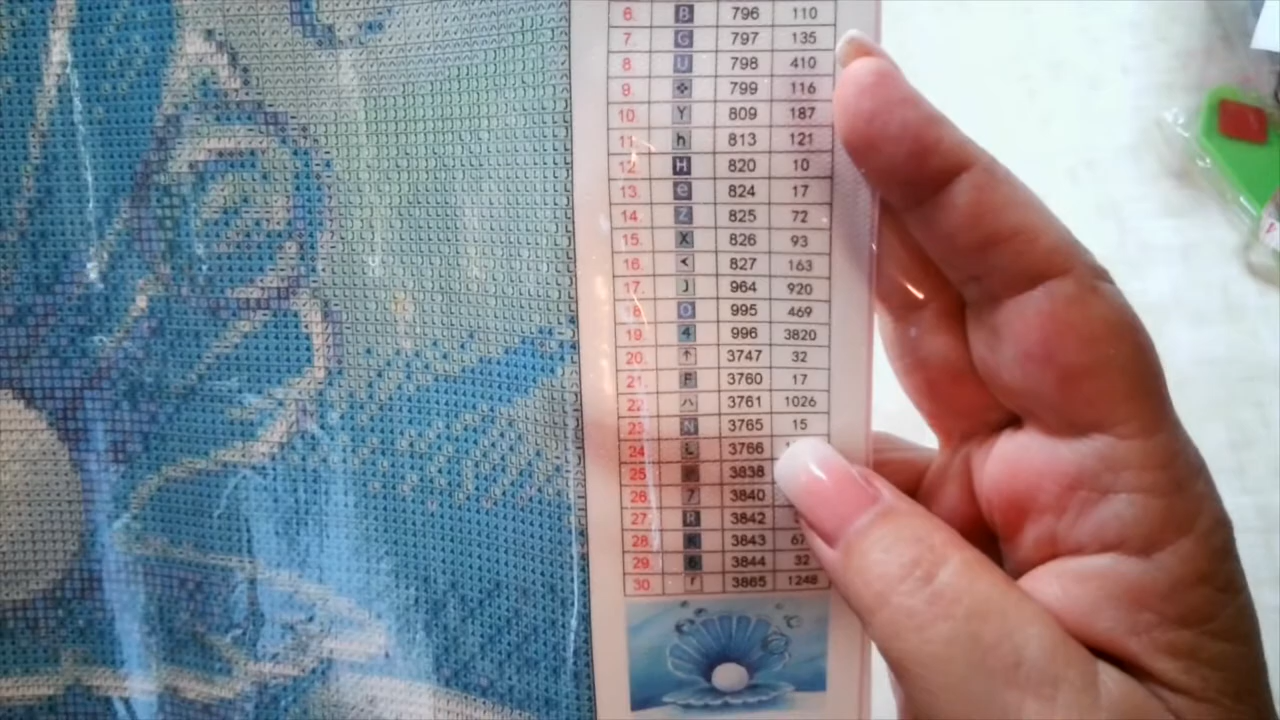 6. B 796 110
7. G 797 135
8. U 798 410
9. ❖ 799 116
10. Y 809 187
11. h 813 121
12. H 820 10
13. e 824 17
14. Z 825 72
15. X 826 93
16. 827 163
17. J 964 920
18. O 995 469
19. 4 996 3820
20. ↑ 3747 32
21. F 3760 17
22. ハ 3761 1026
23. N 3765 15
24. 3766
25. 3838
26. 7 3840
27. R 3842
28. K 3843
29. 6 3844 32
30. r 3865 1248